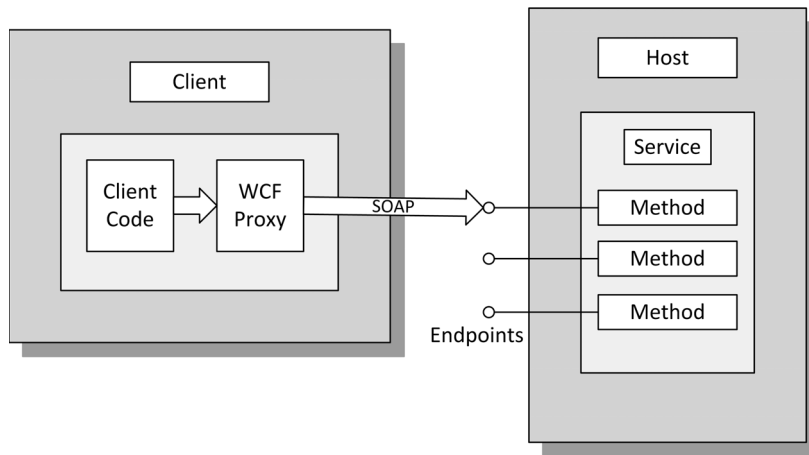 Client
Client
Code
WCF
Proxy
SOAP
Endpoints
Host
Service
Method
Method
Method